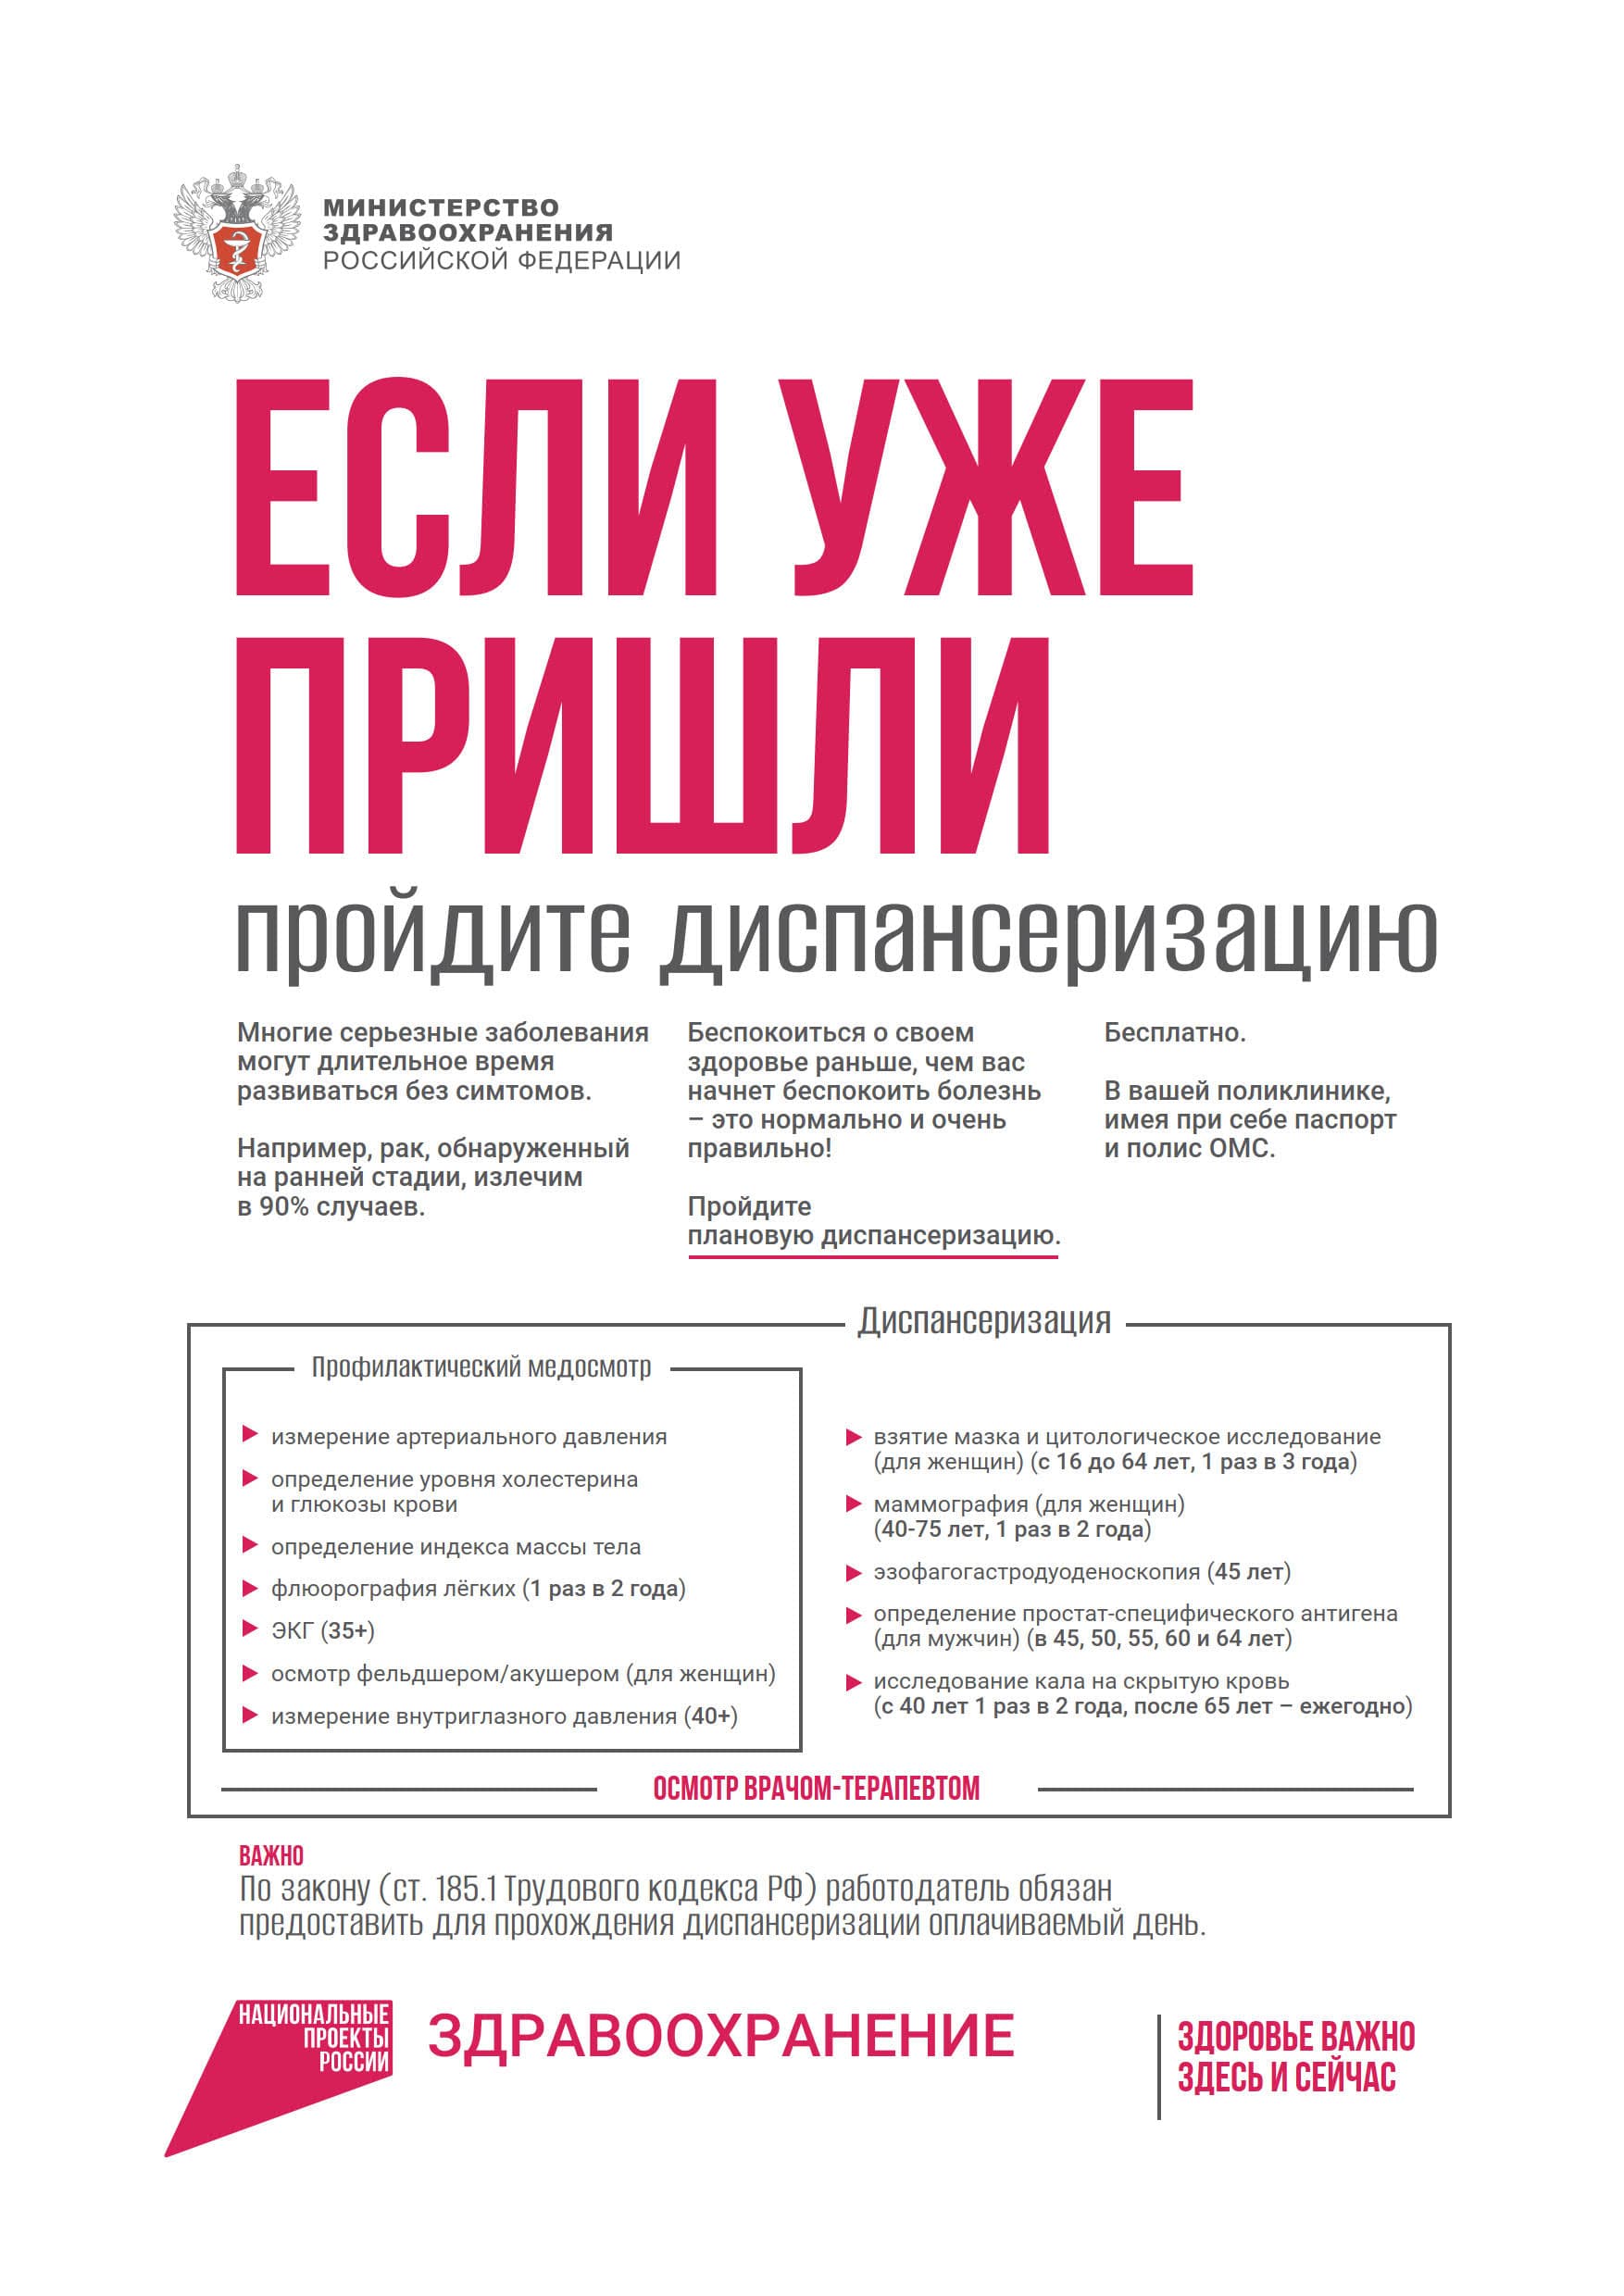 МИНИСТЕРСТВО
ЗДРАВООХРАНЕНИЯ
РОССИЙСКОЙ ФЕДЕРАЦИИ
ЕСЛИ УЖЕ
ПРИШЛИ
пройдите диспансеризацию
Многие серьезные заболевания
могут длительное время
развиваться без симтомов.
Например, рак, обнаруженный
на ранней стадии, излечим
в 90% случаев.
Беспокоиться о своем
здоровье раньше, чем вас
начнет беспокоить болезнь
– это нормально и очень
правильно!
Пройдите
плановую диспансеризацию.
Бесплатно.
В вашей поликлинике,
имея при себе паспорт
и полис ОМС.
Диспансеризация
Профилактический медосмотр
измерение артериального давления
определение уровня холестерина
и глюкозы крови
определение индекса массы тела
флюорография лёгких (1 раз в 2 года)
ЭКГ (35+)
осмотр фельдшером/акушером (для женщин)
измерение внутриглазного давления (40+)
взятие мазка и цитологическое исследование
(для женщин) (с 16 до 64 лет, 1 раз в 3 года)
маммография (для женщин)
(40-75 лет, 1 раз в 2 года)
эзофагогастродуоденоскопия (45 лет)
определение простат-специфического антигена
(для мужчин) (в 45, 50, 55, 60 и 64 лет)
исследование кала на скрытую кровь
(с 40 лет 1 раз в 2 года, после 65 лет – ежегодно)
ОСМОТР ВРАЧОМ-ТЕРАПЕВТОМ
ВАЖНО
По закону (ст. 185.1 Трудового кодекса РФ) работодатель обязан
предоставить для прохождения диспансеризации оплачиваемый день.
НАЦИОНАЛЬНЫЕ
ПРОЕКТЫ
РОССИИ
ЗДРАВООХРАНЕНИЕ
ЗДОРОВЬЕ ВАЖНО
ЗДЕСЬ И СЕЙЧАС